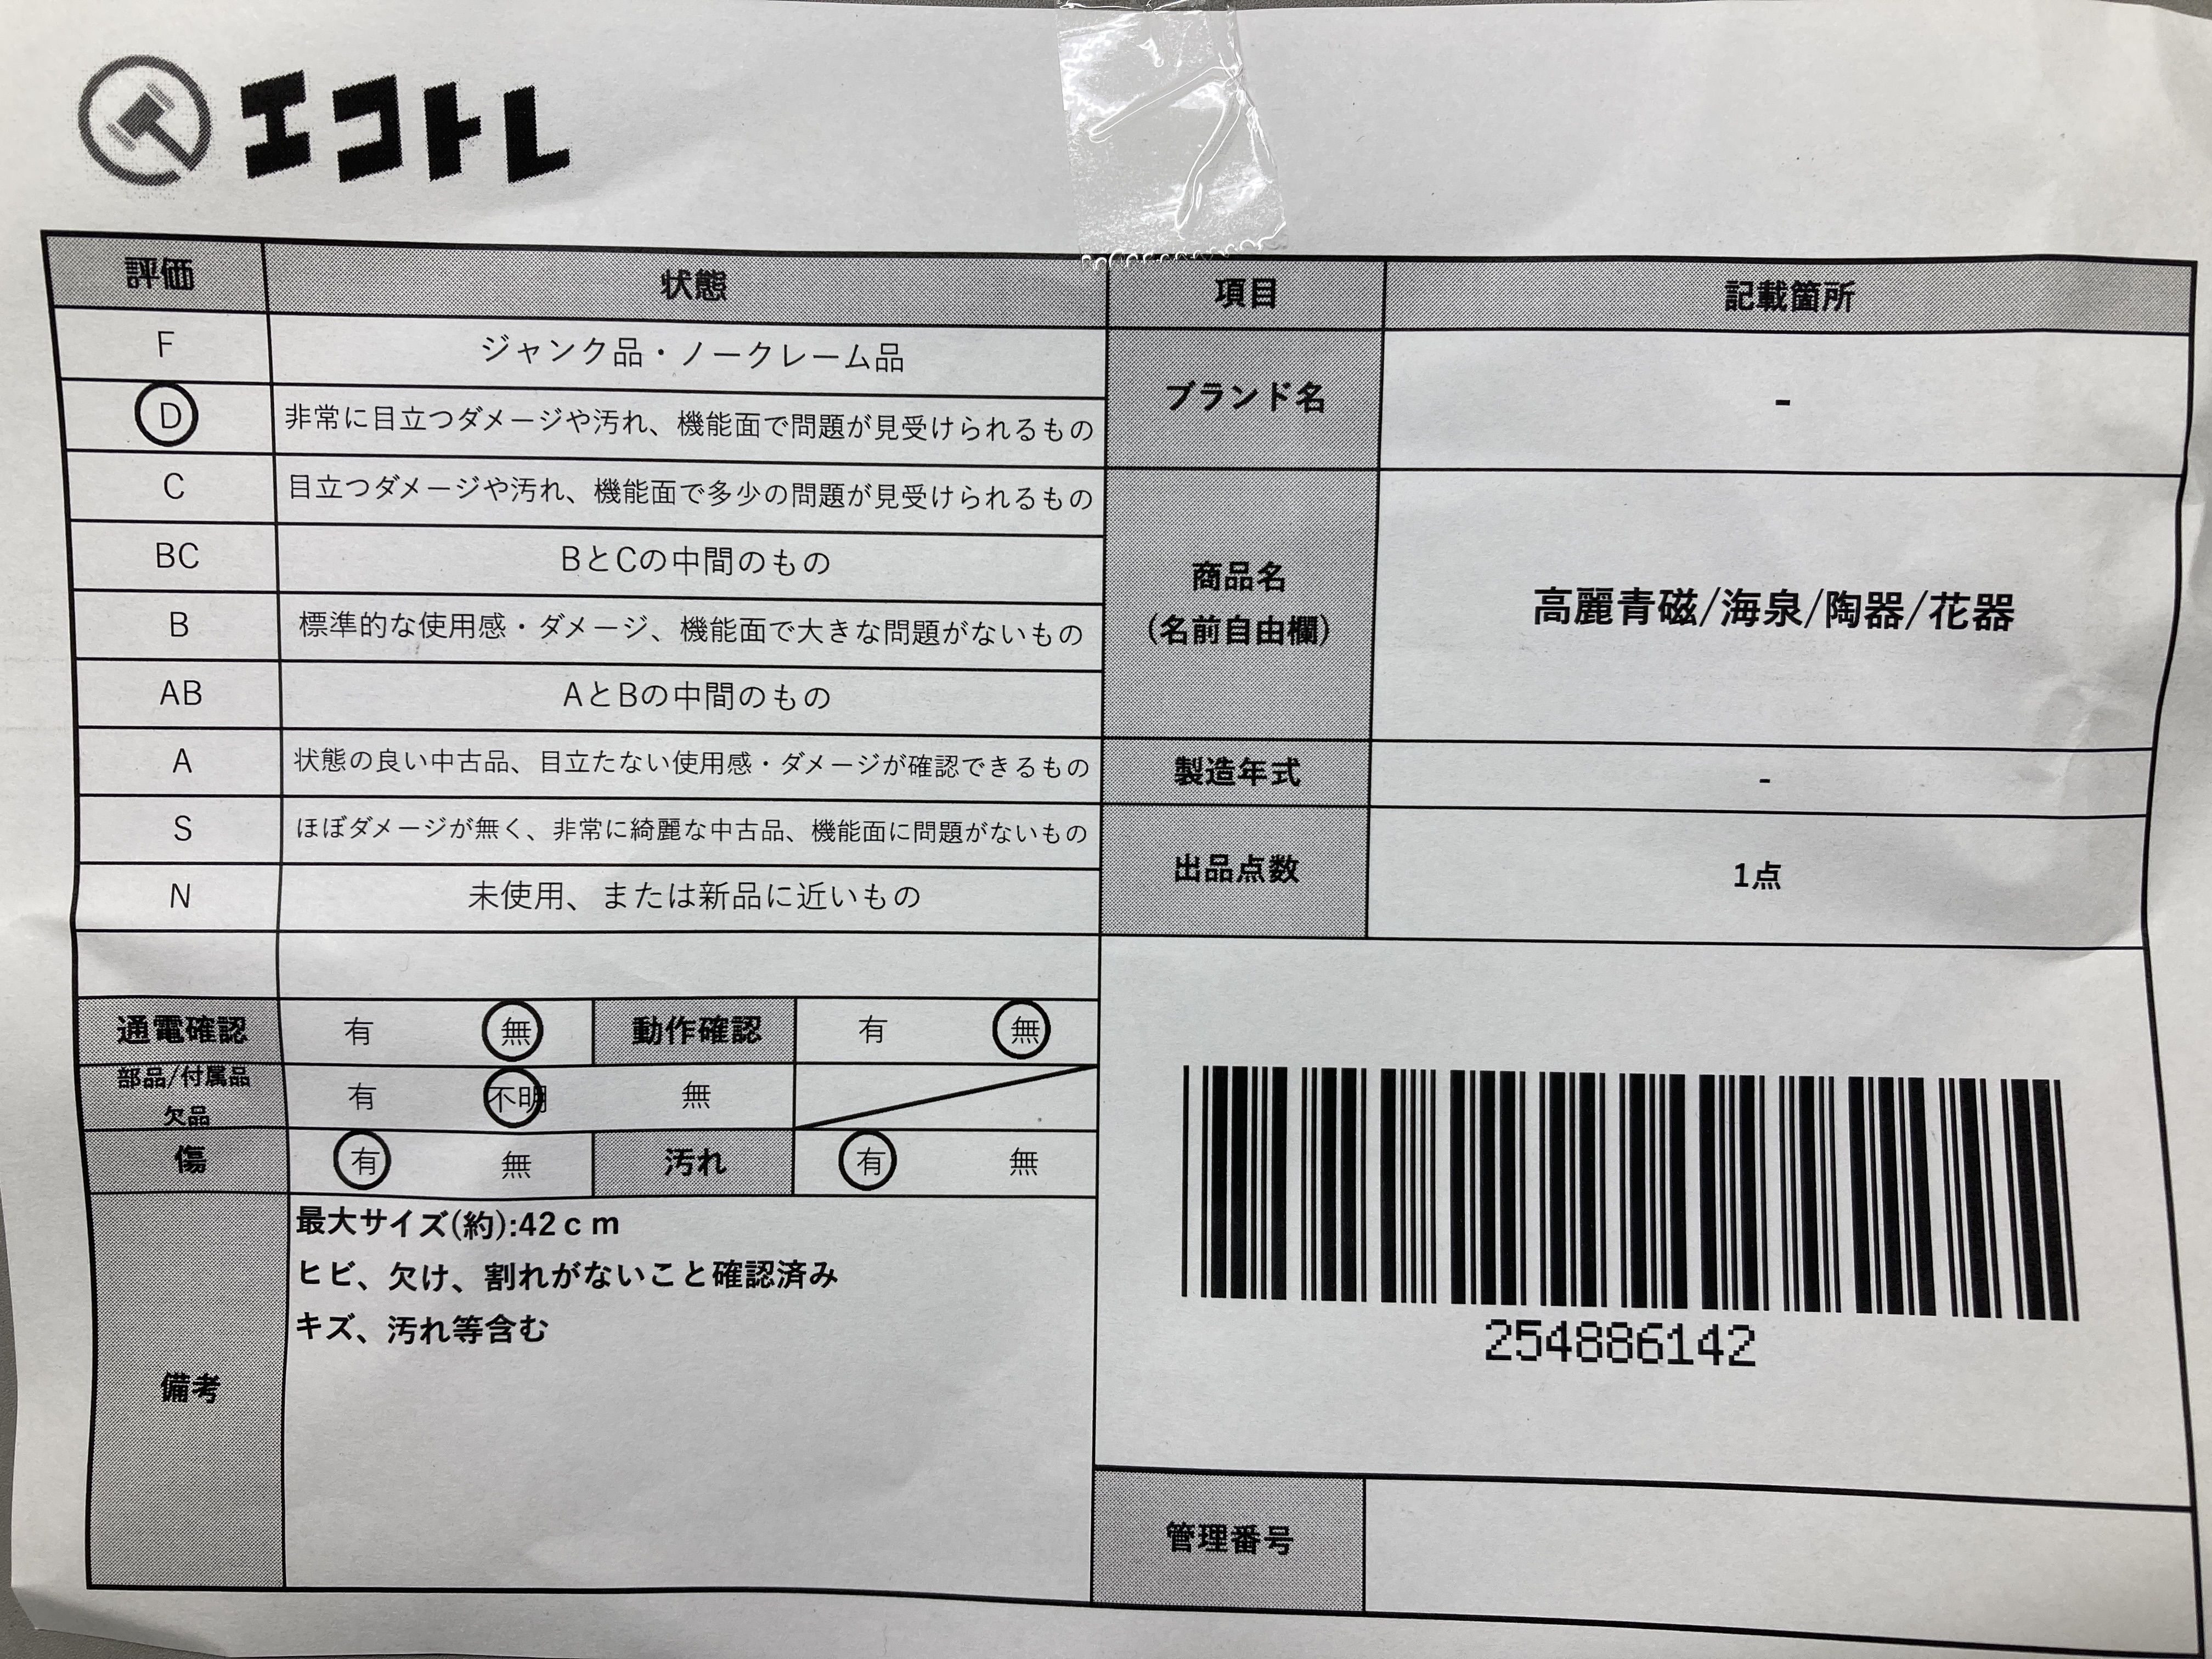 エコトレ
評価 状態 項目 記載箇所
F ジャンク品・ノークレーム品
D 非常に目立つダメージや汚れ、機能面で問題が見受けられるもの
ブランド名 -
C 目立つダメージや汚れ、機能面で多少の問題が見受けられるもの
BC BとCの中間のもの
商品名
(名前自由欄)
高麗青磁/海泉/陶器/花器
B 標準的な使用感・ダメージ、機能面で大きな問題がないもの
AB AとBの中間のもの
A 状態の良い中古品、目立たない使用感・ダメージが確認できるもの
製造年式 -
S ほぼダメージが無く、非常に綺麗な中古品、機能面に問題がないもの
出品点数 1点
N 未使用、または新品に近いもの
通電確認 有 無 動作確認 有 無
部品/付属品
欠品
有 不明 無
傷 有 無 汚れ 有 無
備考
最大サイズ(約):42ｃｍ
ヒビ、欠け、割れがないこと確認済み
キズ、汚れ等含む
254886142
管理番号